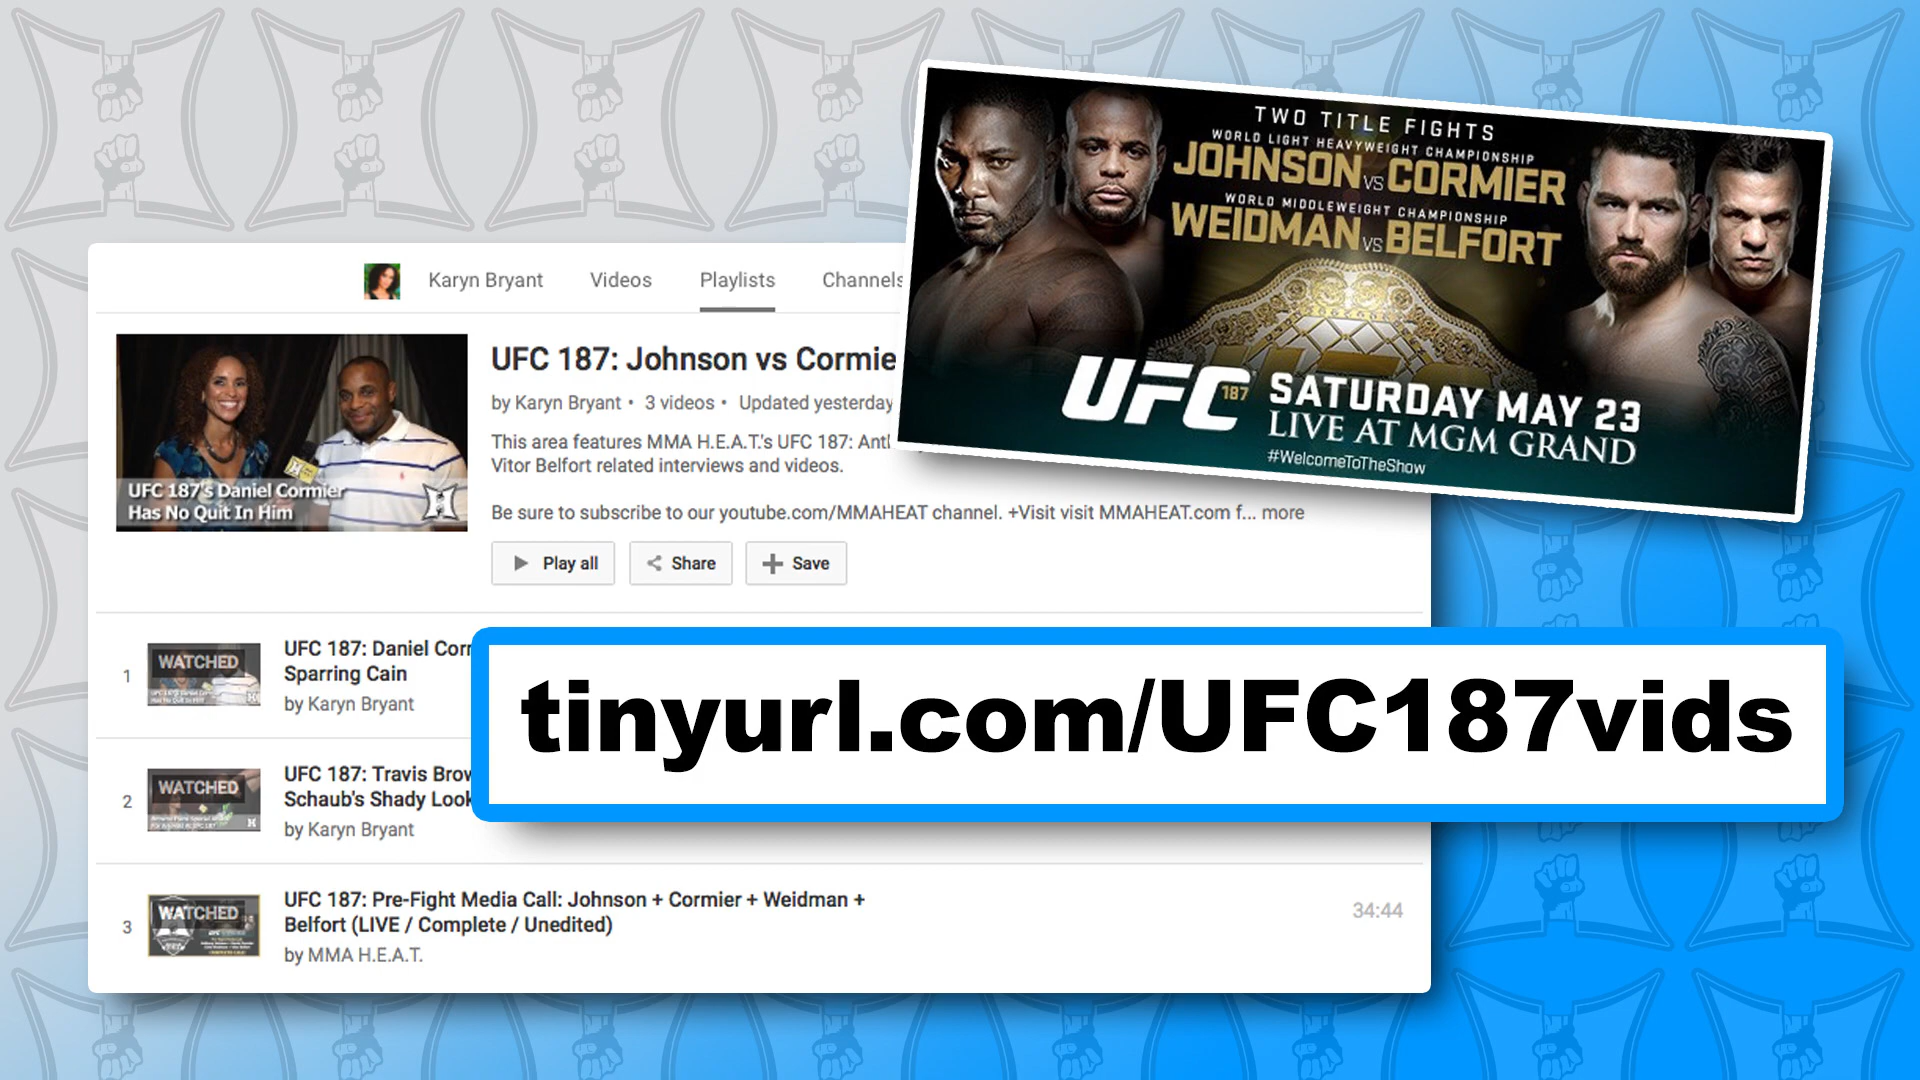 TWO TITLE FIGHTS
WORLD LIGHT HEAVYWEIGHT CHAMPIONSHIP
JOHNSON VS CORMIER
WORLD MIDDLEWEIGHT CHAMPIONSHIP
WEIDMAN VS BELFORT
UFC 187
SATURDAY MAY 23
LIVE AT MGM GRAND
#WelcomeToTheShow
Karyn Bryant Videos Playlists Channels
UFC 187's Daniel Cormier
Has No Quit In Him
UFC 187: Johnson vs Cormie
by Karyn Bryant • 3 videos • Updated yesterday
This area features MMA H.E.A.T.'s UFC 187:
Vitor Belfort related interviews and videos.
Be sure to subscribe to our youtube.com/MMAHEAT channel. +Visit visit MMAHEAT.com f... more
Play all Share Save
1
WATCHED
UFC 187: Daniel Corr
Sparring Cain
by Karyn Bryant
tinyurl.com/UFC187vids
2
WATCHED
UFC 187: Travis Brow
Schaub's Shady Look
by Karyn Bryant
3
WATCHED
UFC 187: Pre-Fight Media Call: Johnson + Cormier + Weidman +
Belfort (LIVE / Complete / Unedited)
by MMA H.E.A.T.
34:44